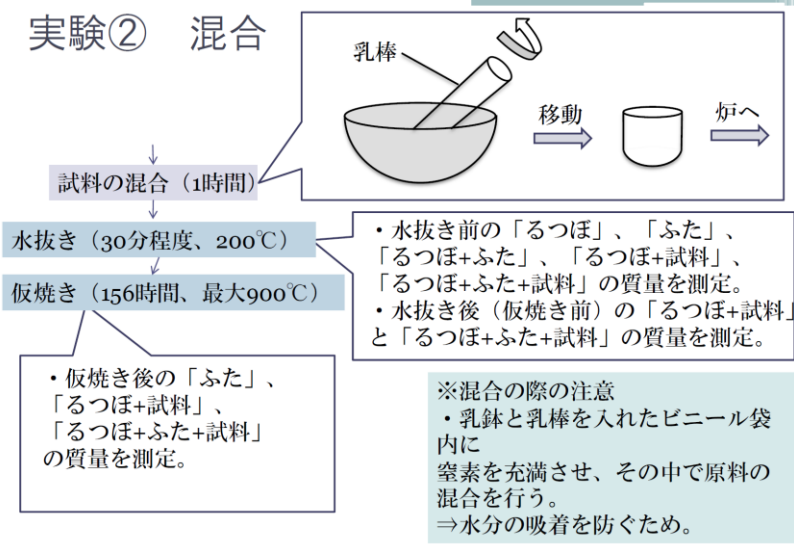 実験② 混合
乳棒
移動
炉へ
試料の混合（1時間）
水抜き（30分程度、200℃）
仮焼き（156時間、最大900℃）
・水抜き前の「るつぼ」、「ふた」、
「るつぼ+ふた」、「るつぼ+試料」、
「るつぼ+ふた+試料」の質量を測定。
・水抜き後（仮焼き前）の「るつぼ+試料」
と「るつぼ+ふた+試料」の質量を測定。
・仮焼き後の「ふた」、
「るつぼ+試料」、
「るつぼ+ふた+試料」
の質量を測定。
※混合の際の注意
・乳鉢と乳棒を入れたビニール袋
内に
窒素を充満させ、その中で原料の
混合を行う。
⇒水分の吸着を防ぐため。